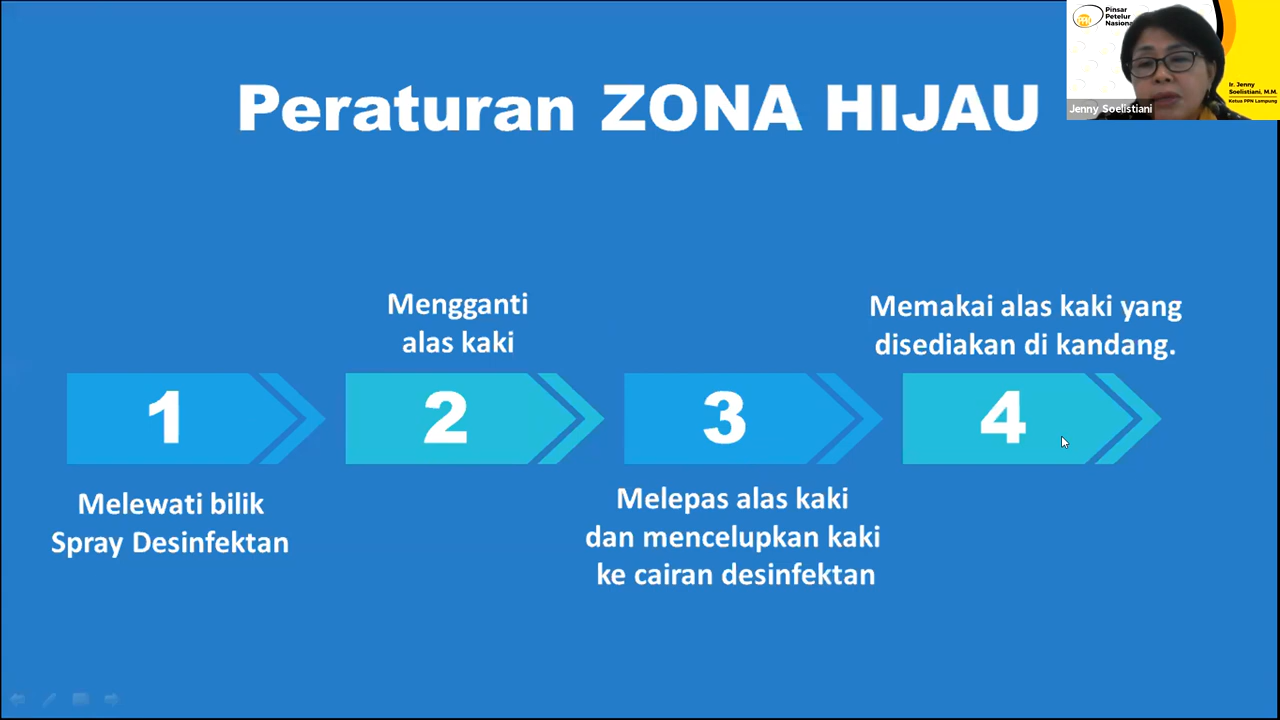 Peraturan ZONA HIJAU
Pinsar
Petelur
Nasional
Ir. Jenny
Soelistiani, M.M.
Ketua PPN Lampung
Jenny Soelistiani
1
Melewati bilik
Spray Desinfektan
Mengganti
alas kaki
2
3
Melepas alas kaki
dan mencelupkan kaki
ke cairan desinfektan
Memakai alas kaki yang
disediakan di kandang.
4